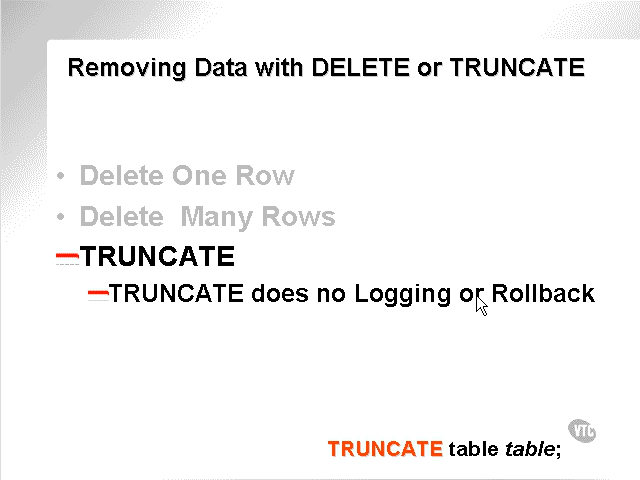 Removing Data with DELETE or TRUNCATE
• Delete One Row
• Delete Many Rows
TRUNCATE
TRUNCATE does no Logging or Rollback
VTC
TRUNCATE table table;